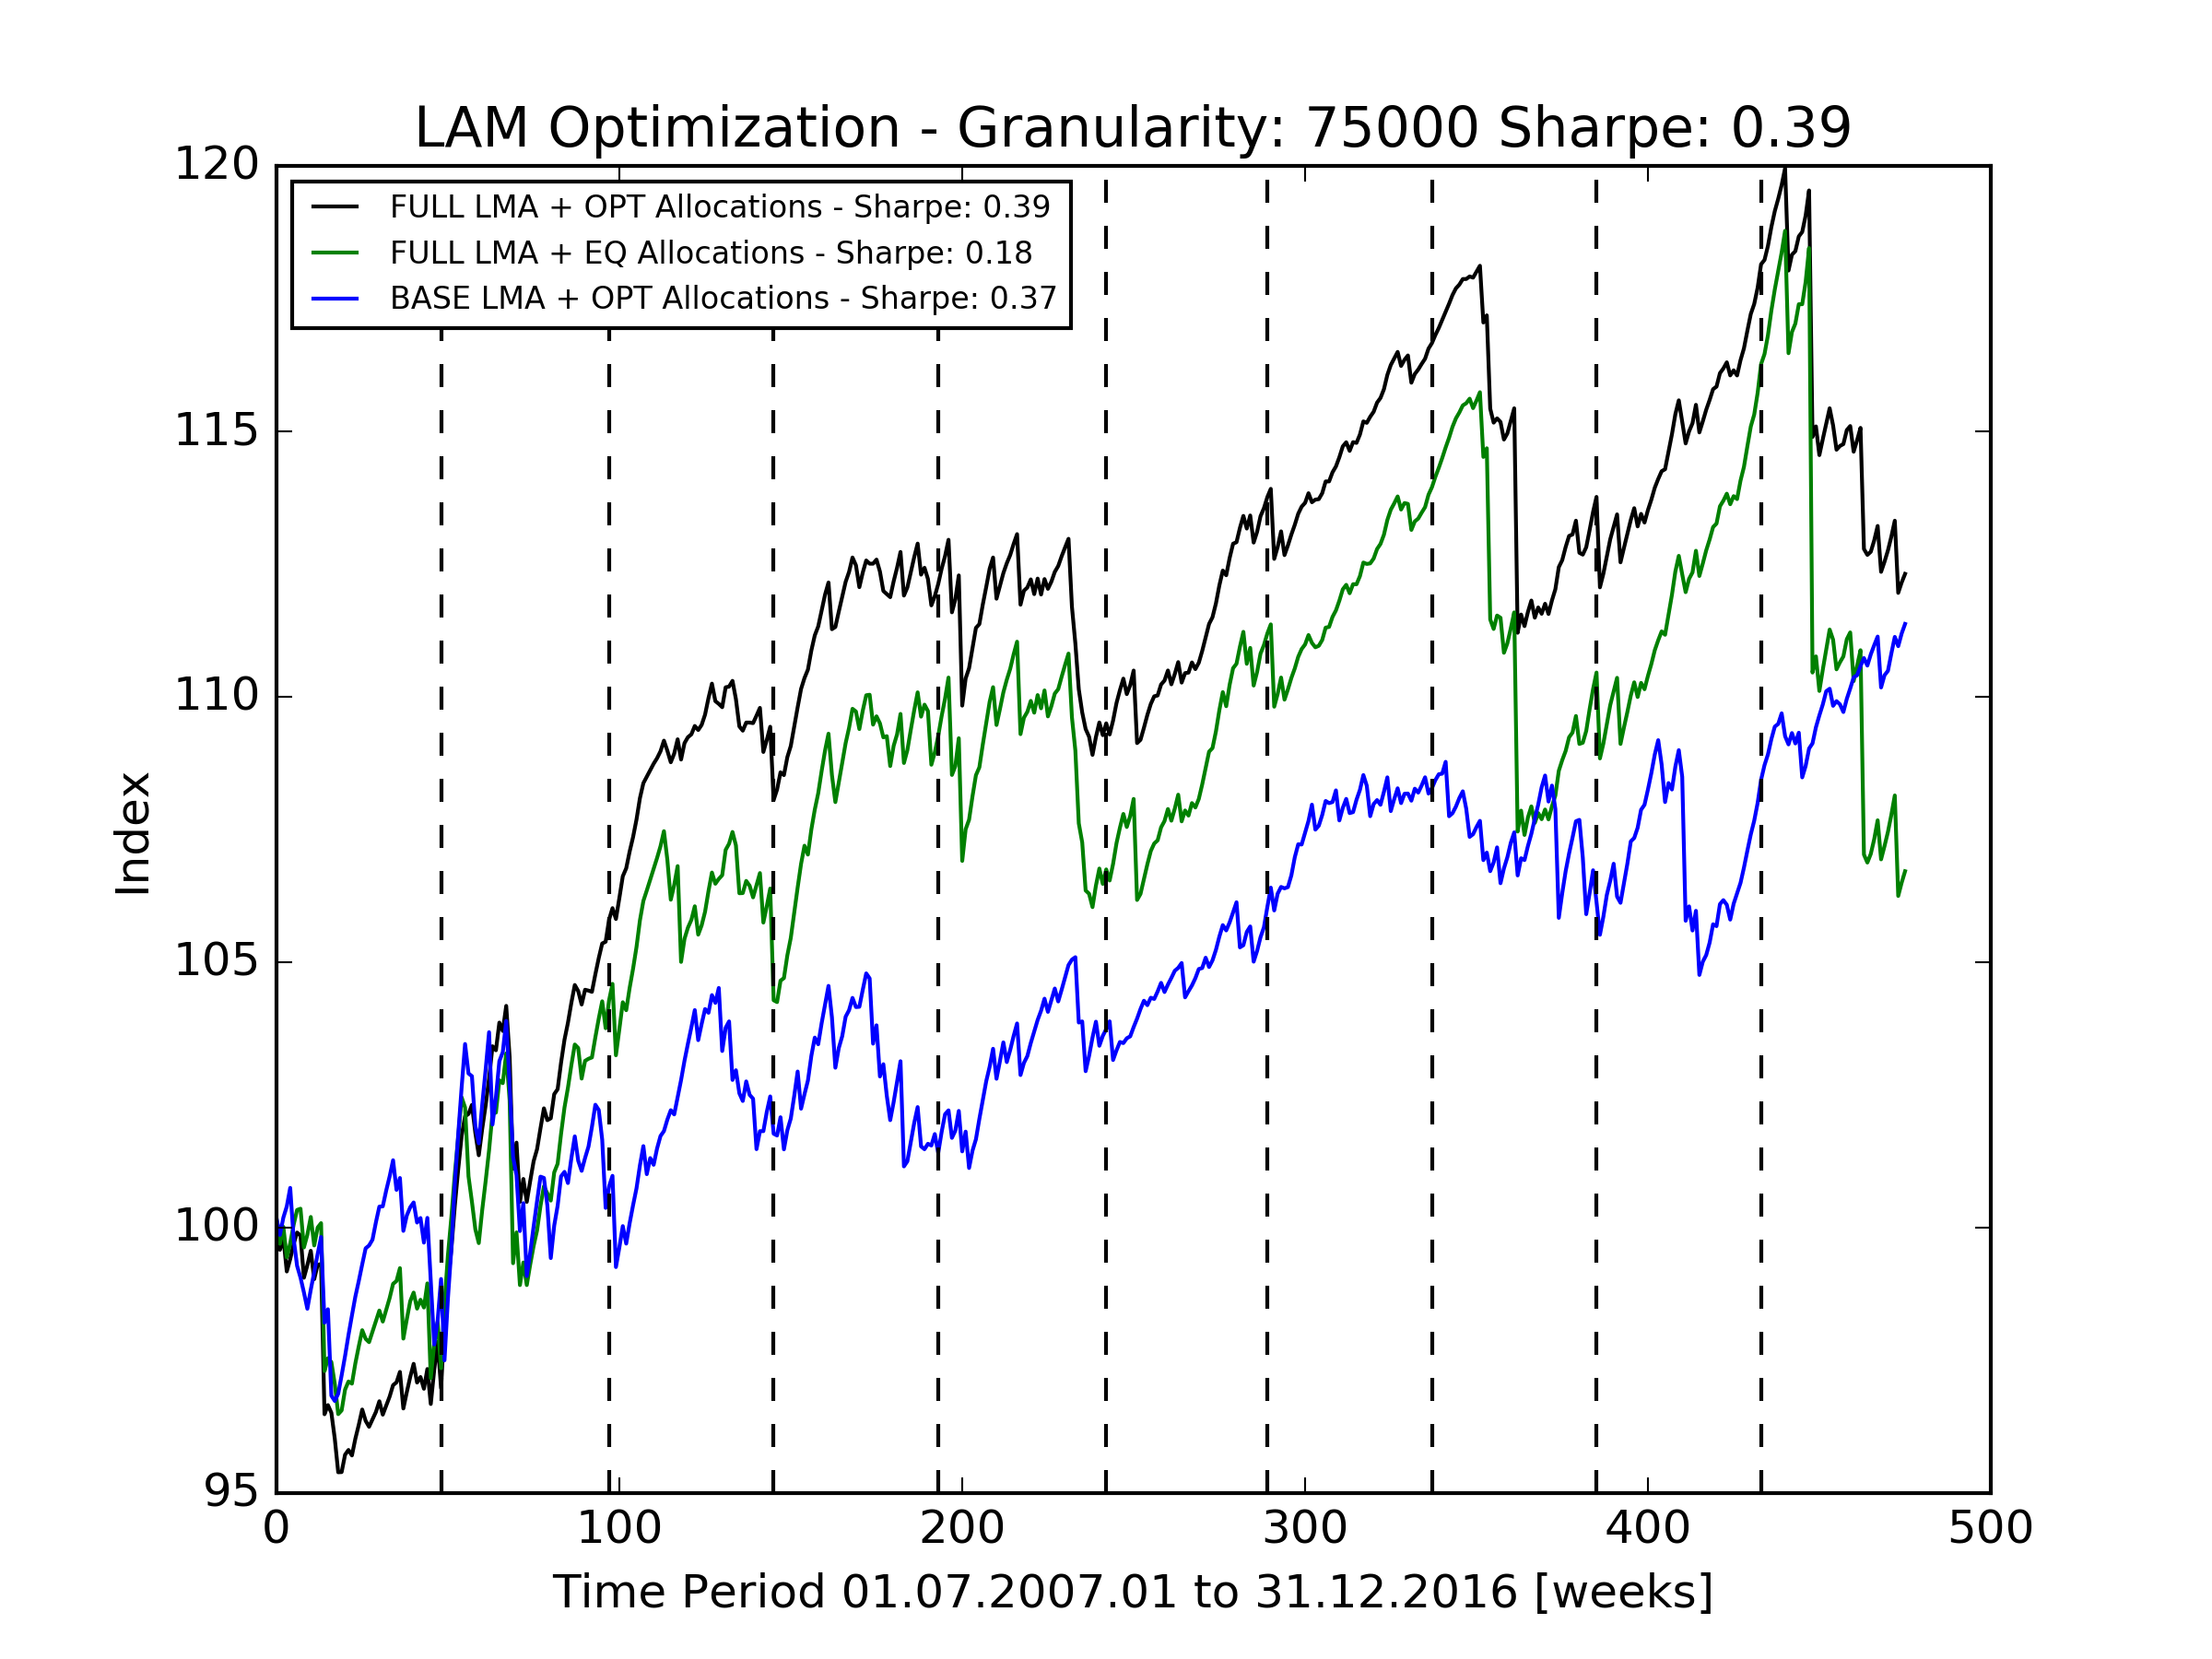 LAM Optimization - Granularity: 75000 Sharpe: 0.39
FULL LMA + OPT Allocations - Sharpe: 0.39
FULL LMA + EQ Allocations - Sharpe: 0.18
BASE LMA + OPT Allocations - Sharpe: 0.37
120
115
110
105
100
95
Index
0 100 200 300 400 500
Time Period 01.07.2007.01 to 31.12.2016 [weeks]